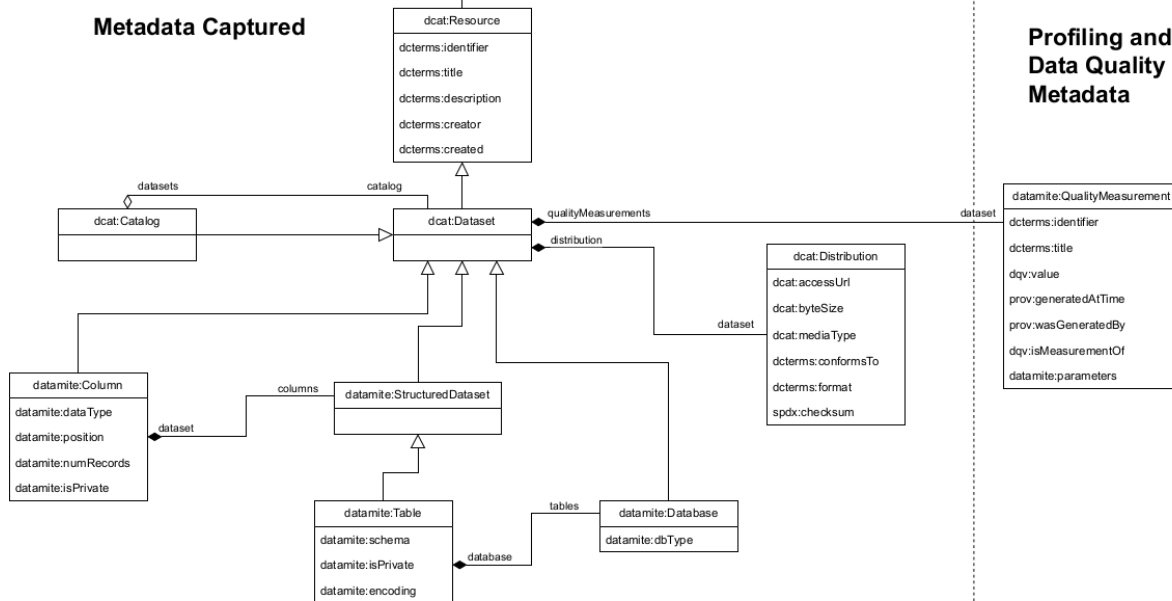 Metadata Captured
Profiling and
Data Quality
Metadata
dcat:Resource
dcterms:identifier
dcterms:title
dcterms:description
dcterms:creator
dcterms:created
datasets
catalog
dcat:Catalog
dcat:Dataset
qualityMeasurements
dataset
distribution
datamite:QualityMeasurement
dcterms:identifier
dcterms:title
dqv:value
prov:generatedAtTime
prov:wasGeneratedBy
dqv:isMeasurementOf
datamite:parameters
dcat:Distribution
dcat:accessUrl
dcat:byteSize
dcat:mediaType
dcterms:conformsTo
dcterms:format
spdx:checksum
dataset
datamite:Column
datamite:dataType
datamite:position
datamite:numRecords
datamite:isPrivate
columns
dataset
datamite:StructuredDataset
datamite:Table
datamite:schema
datamite:isPrivate
datamite:encoding
tables
database
datamite:Database
datamite:dbType